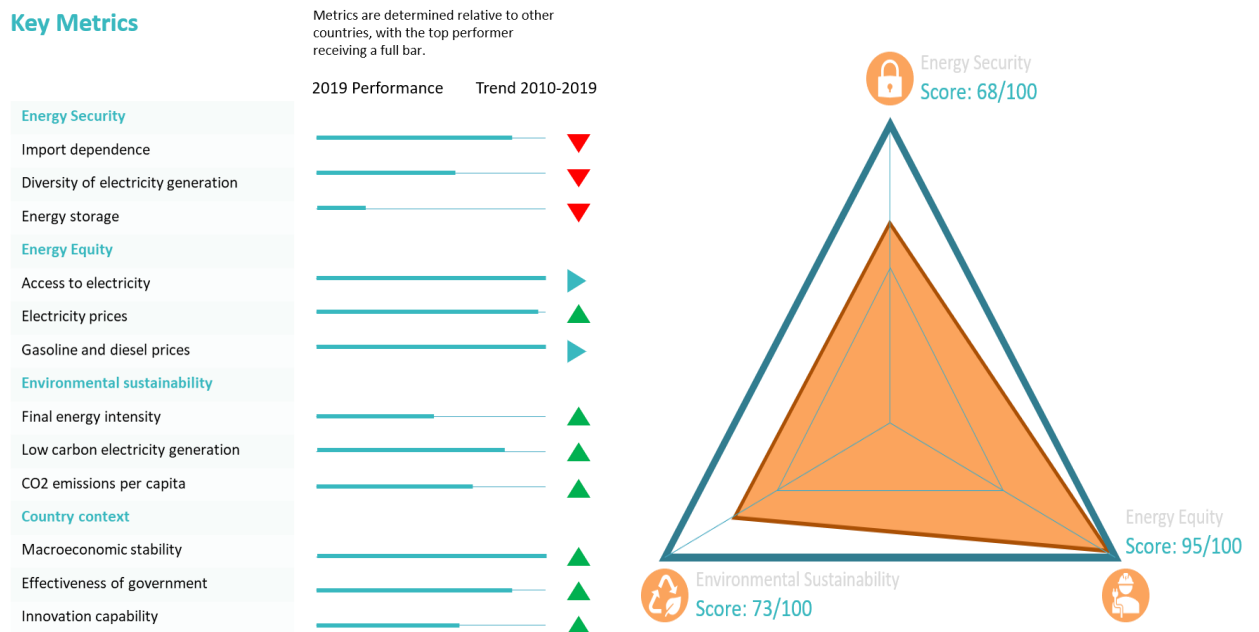 Key Metrics
Metrics are determined relative to other
countries, with the top performer
receiving a full bar.
2019 Performance
Trend 2010-2019
Energy Security
Import dependence
Diversity of electricity generation
Energy storage
Energy Equity
Access to electricity
Electricity prices
Gasoline and diesel prices
Environmental sustainability
Final energy intensity
Low carbon electricity generation
CO2 emissions per capita
Country context
Macroeconomic stability
Effectiveness of government
Innovation capability
Energy Security
Score: 68/100
Energy Equity
Score: 95/100
Environmental Sustainability
Score: 73/100